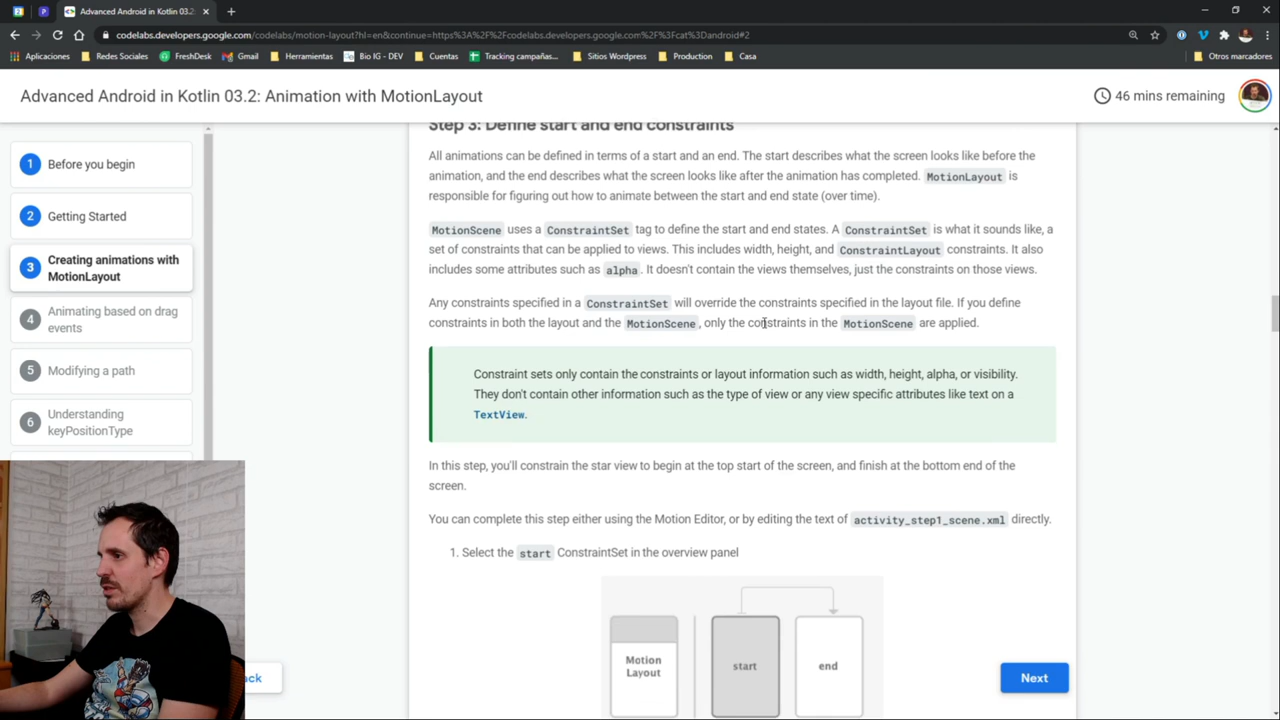 Advanced Android in Kotlin 03.2:
codelabs.developers.google.com/codelabs/motion-layout?hl=en&continue=https%3A%2F%2Fcodelabs.developers.google.com%2F%3Fcat%3Dandroid#2
Aplicaciones Redes Sociales FreshDesk Gmail Herramientas Bio IG - DEV Cuentas Tracking campañas... Sitios Wordpress Production Casa Otros marcadores
Advanced Android in Kotlin 03.2: Animation with MotionLayout
46 mins remaining
1 Before you begin
2 Getting Started
3 Creating animations with
MotionLayout
4 Animating based on drag
events
5 Modifying a path
6 Understanding
keyPositionType
Step 3: Define start and end constraints
All animations can be defined in terms of a start and an end. The start describes what the screen looks like before the
animation, and the end describes what the screen looks like after the animation has completed. MotionLayout is
responsible for figuring out how to animate between the start and end state (over time).
MotionScene uses a ConstraintSet tag to define the start and end states. A ConstraintSet is what it sounds like, a
set of constraints that can be applied to views. This includes width, height, and ConstraintLayout constraints. It also
includes some attributes such as alpha. It doesn't contain the views themselves, just the constraints on those views.
Any constraints specified in a ConstraintSet will override the constraints specified in the layout file. If you define
constraints in both the layout and the MotionScene, only the constraints in the MotionScene are applied.
Constraint sets only contain the constraints or layout information such as width, height, alpha, or visibility.
They don't contain other information such as the type of view or any view specific attributes like text on a
TextView.
In this step, you'll constrain the star view to begin at the top start of the screen, and finish at the bottom end of the
screen.
You can complete this step either using the Motion Editor, or by editing the text of activity_step1_scene.xml directly.
1. Select the start ConstraintSet in the overview panel
Motion
Layout
start
end
ack
Next